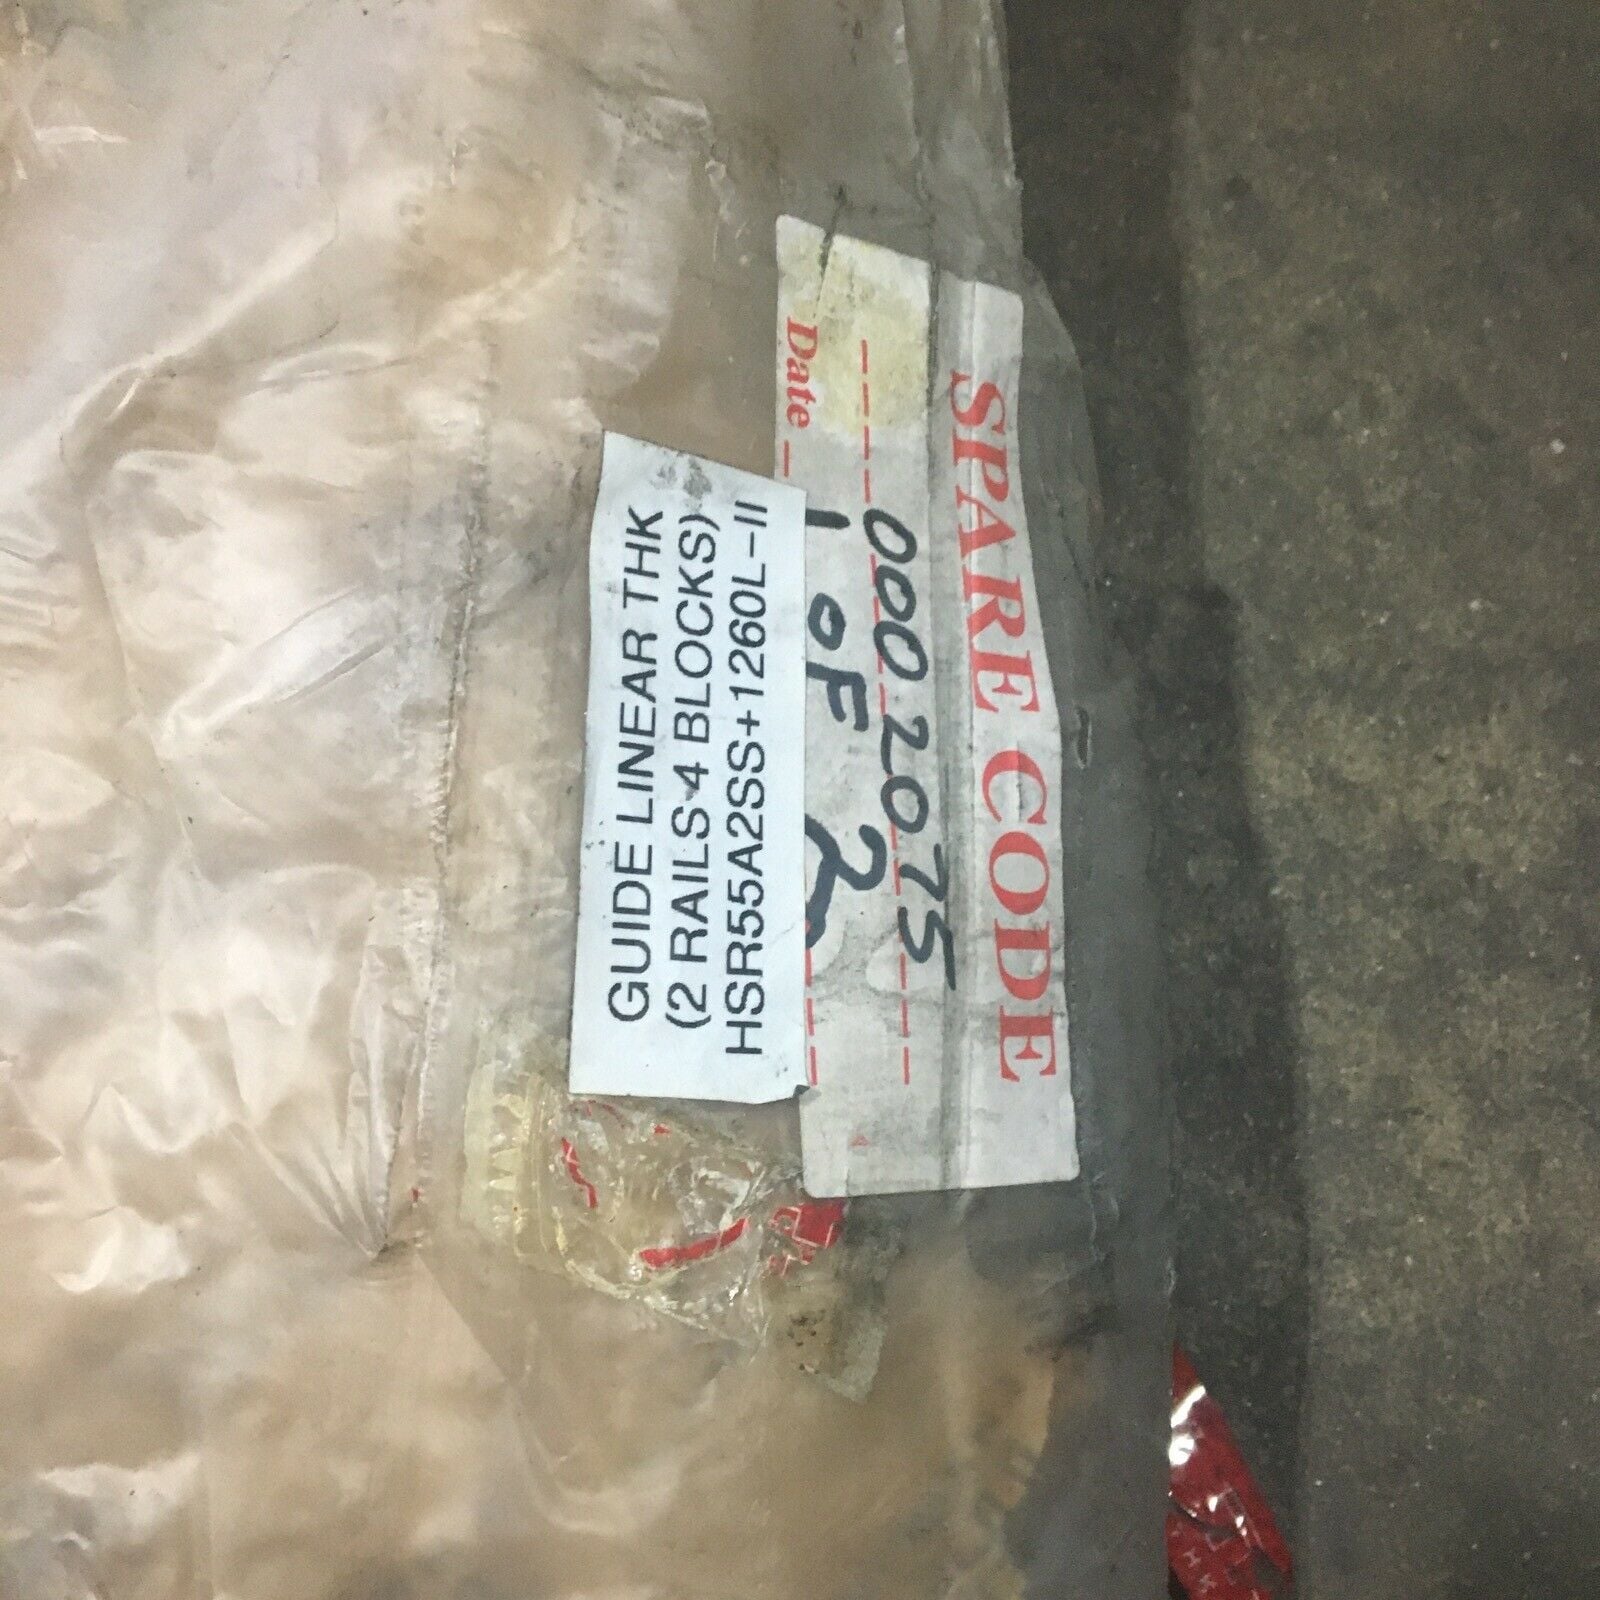 SPARE CODE
0002075
1 OF 2
Date
GUIDE LINEAR THK
(2 RAILS 4 BLOCKS)
HSR55A2SS+1260L-II